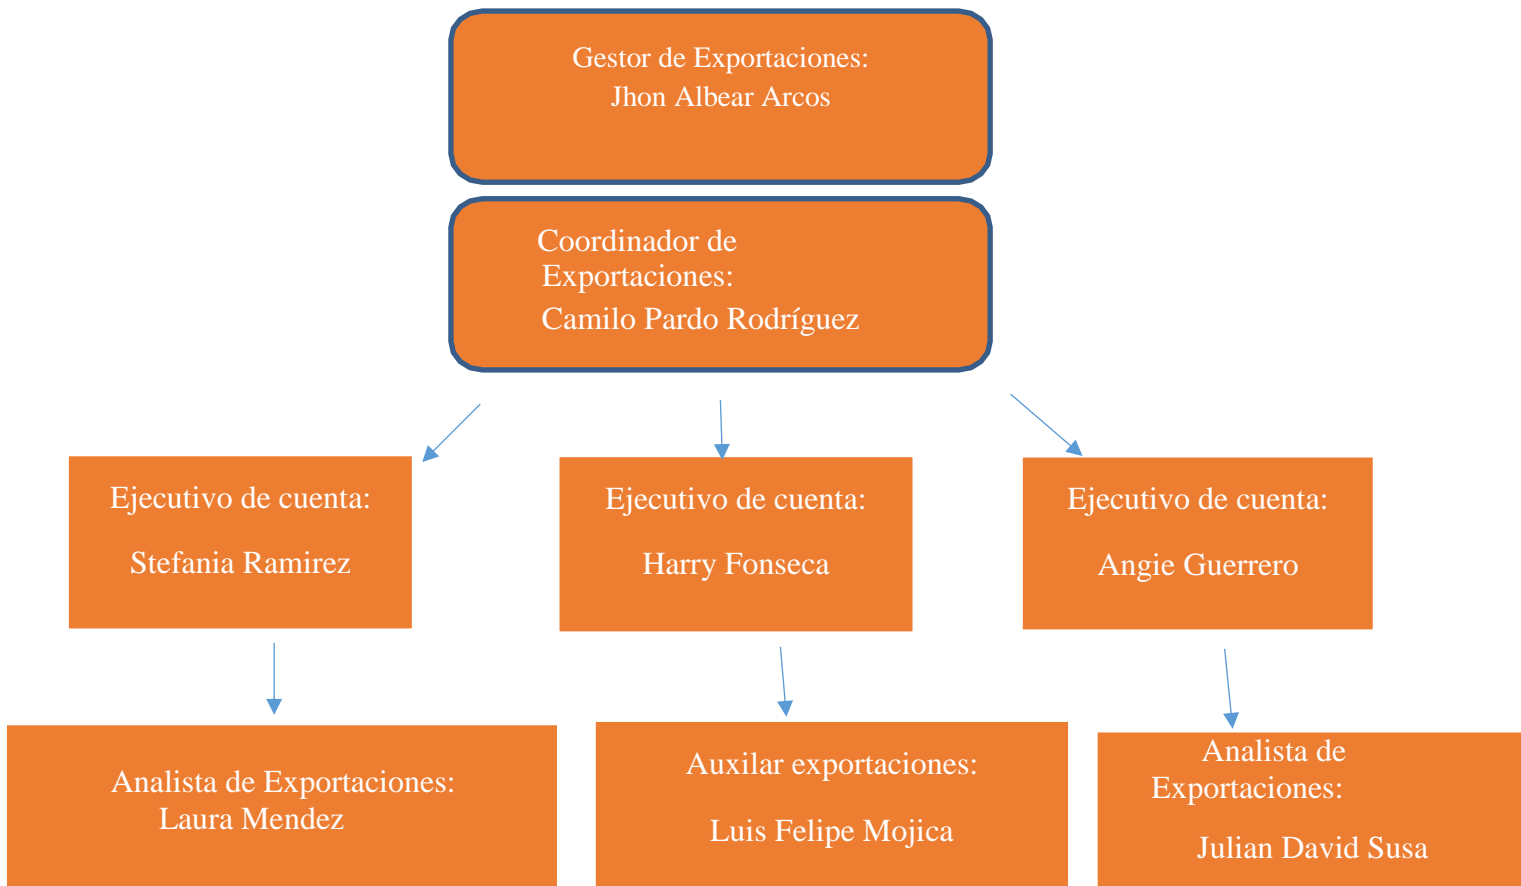 Gestor de Exportaciones:
Jhon Albear Arcos
Coordinador de
Exportaciones:
Camilo Pardo Rodríguez
Ejecutivo de cuenta:
Stefania Ramirez
Ejecutivo de cuenta:
Harry Fonseca
Ejecutivo de cuenta:
Angie Guerrero
Analista de Exportaciones:
Laura Mendez
Auxilar exportaciones:
Luis Felipe Mojica
Analista de
Exportaciones:
Julian David Susa